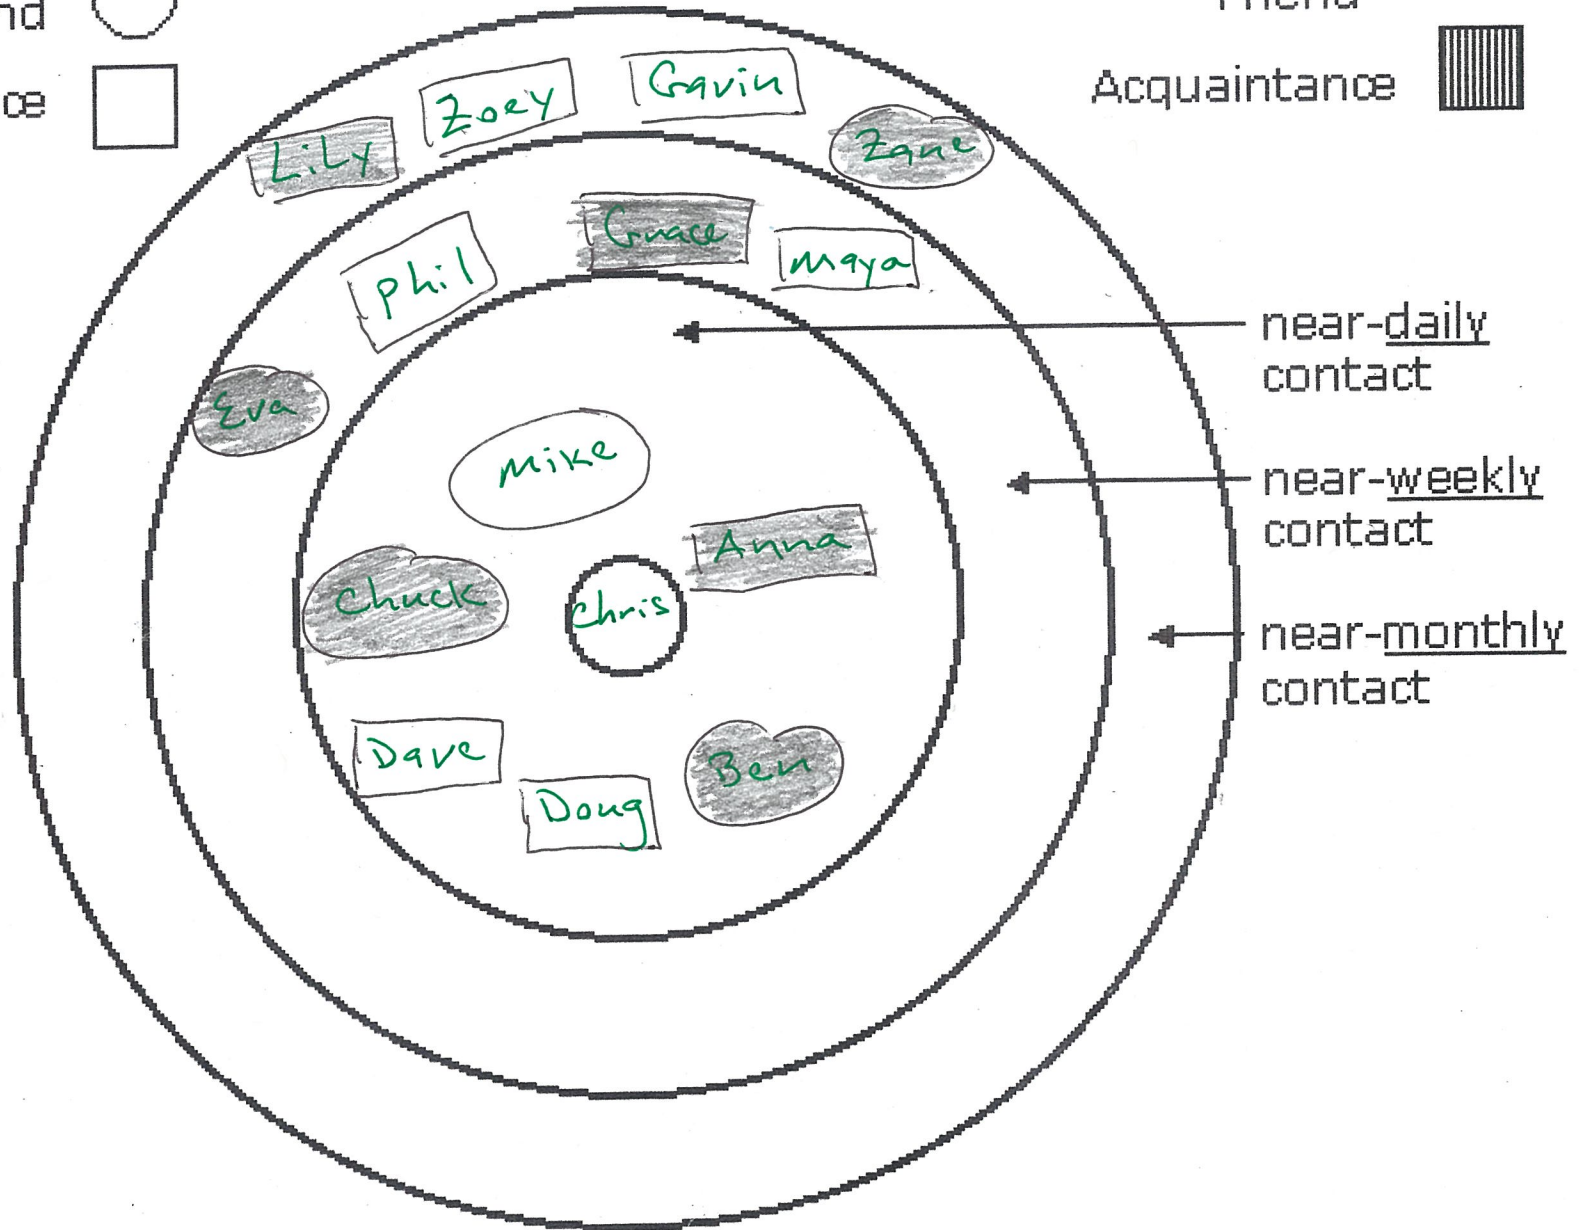 nd
ce
Friend
Acquaintance
Gavin
Zoey
Zane
LiLy
Grace
Maya
phil
near-daily
contact
Eva
Mike
near-weekly
contact
Anna
Chuck
Chris
near-monthly
contact
Dave
Ben
Doug